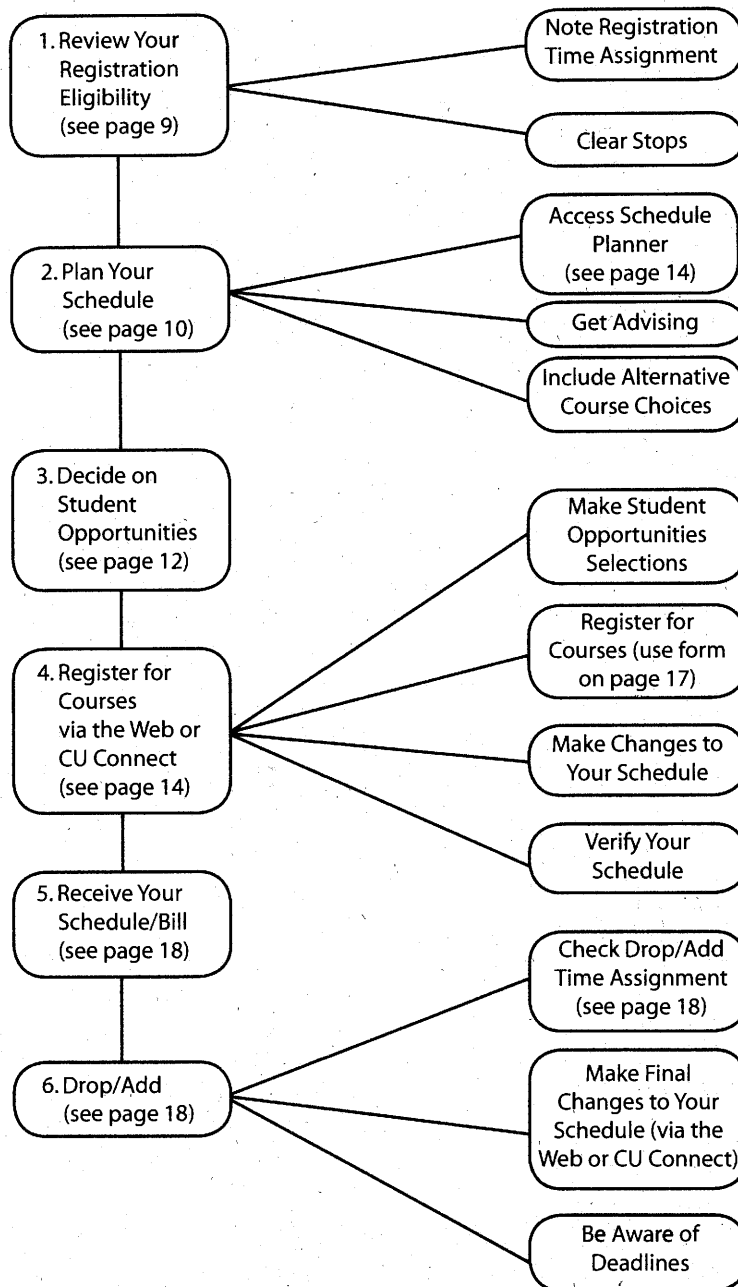 1. Review Your
Registration
Eligibility
(see page 9)
Note Registration
Time Assignment
Clear Stops
2. Plan Your
Schedule
(see page 10)
Access Schedule
Planner
(see page 14)
Get Advising
Include Alternative
Course Choices
3. Decide on
Student
Opportunities
(see page 12)
4. Register for
Courses
via the Web or
CU Connect
(see page 14)
Make Student
Opportunities
Selections
Register for
Courses (use form
on page 17)
Make Changes to
Your Schedule
Verify Your
Schedule
5. Receive Your
Schedule/Bill
(see page 18)
6. Drop/Add
(see page 18)
Check Drop/Add
Time Assignment
(see page 18)
Make Final
Changes to Your
Schedule (via the
Web or CU Connect)
Be Aware of
Deadlines